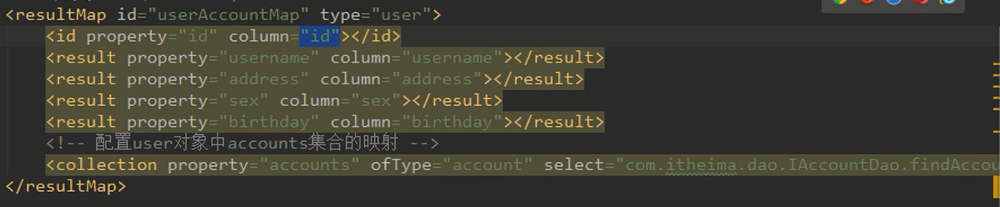 <resultMap id="userAccountMap" type="user">
<id property="id" column="id"></id>
<result property="username" column="username"></result>
<result property="address" column="address"></result>
<result property="sex" column="sex"></result>
<result property="birthday" column="birthday"></result>
<!-- 配置user对象中accounts集合的映射 -->
<collection property="accounts" ofType="account" select="com.itheima.dao.IAccountDao.findAccou
</resultMap>